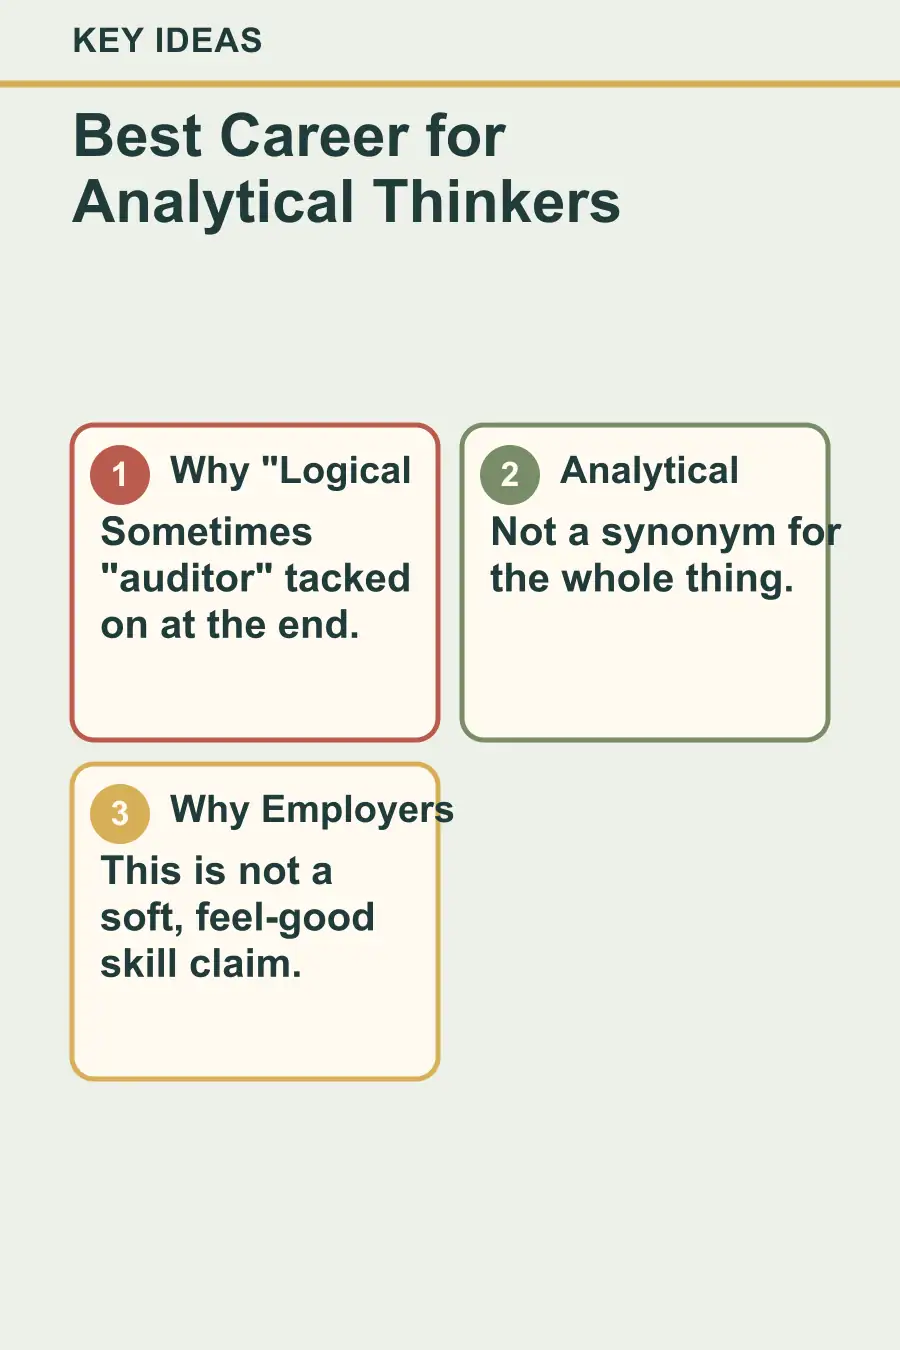 KEY IDEAS
Best Career for
Analytical Thinkers
1 Why "Logical
Sometimes
"auditor" tacked
on at the end.
2 Analytical
Not a synonym for
the whole thing.
3 Why Employers
This is not a
soft, feel-good
skill claim.